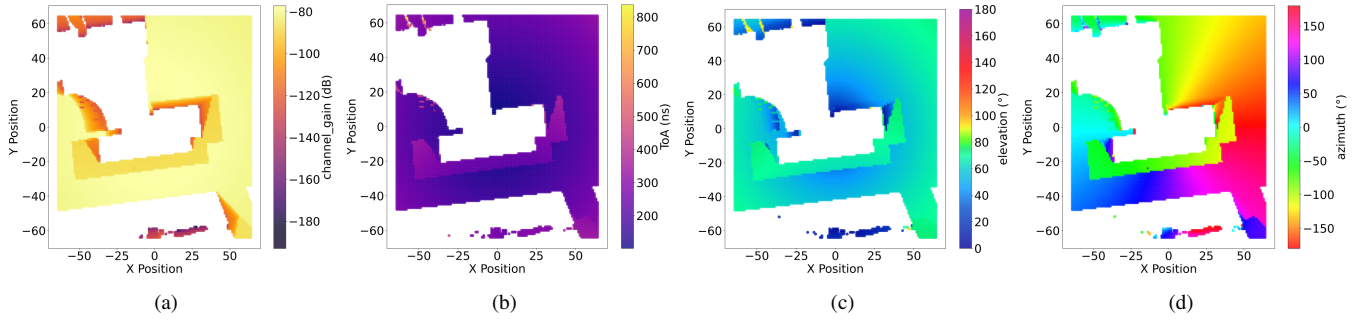 60
40
20
0
−20
−40
−60
Y Position
−50 −25 0 25 50
X Position
−80
−100
−120
−140
−160
−180
channel_gain (dB)
(a)
60
40
20
0
−20
−40
−60
Y Position
−50 −25 0 25 50
X Position
800
700
600
500
400
300
200
100
ToA (ns)
(b)
60
40
20
0
−20
−40
−60
Y Position
−50 −25 0 25 50
X Position
180
160
140
120
100
80
60
40
20
0
elevation (°)
(c)
60
40
20
0
−20
−40
−60
Y Position
−50 −25 0 25 50
X Position
150
100
50
0
−50
−100
−150
azimuth (°)
(d)